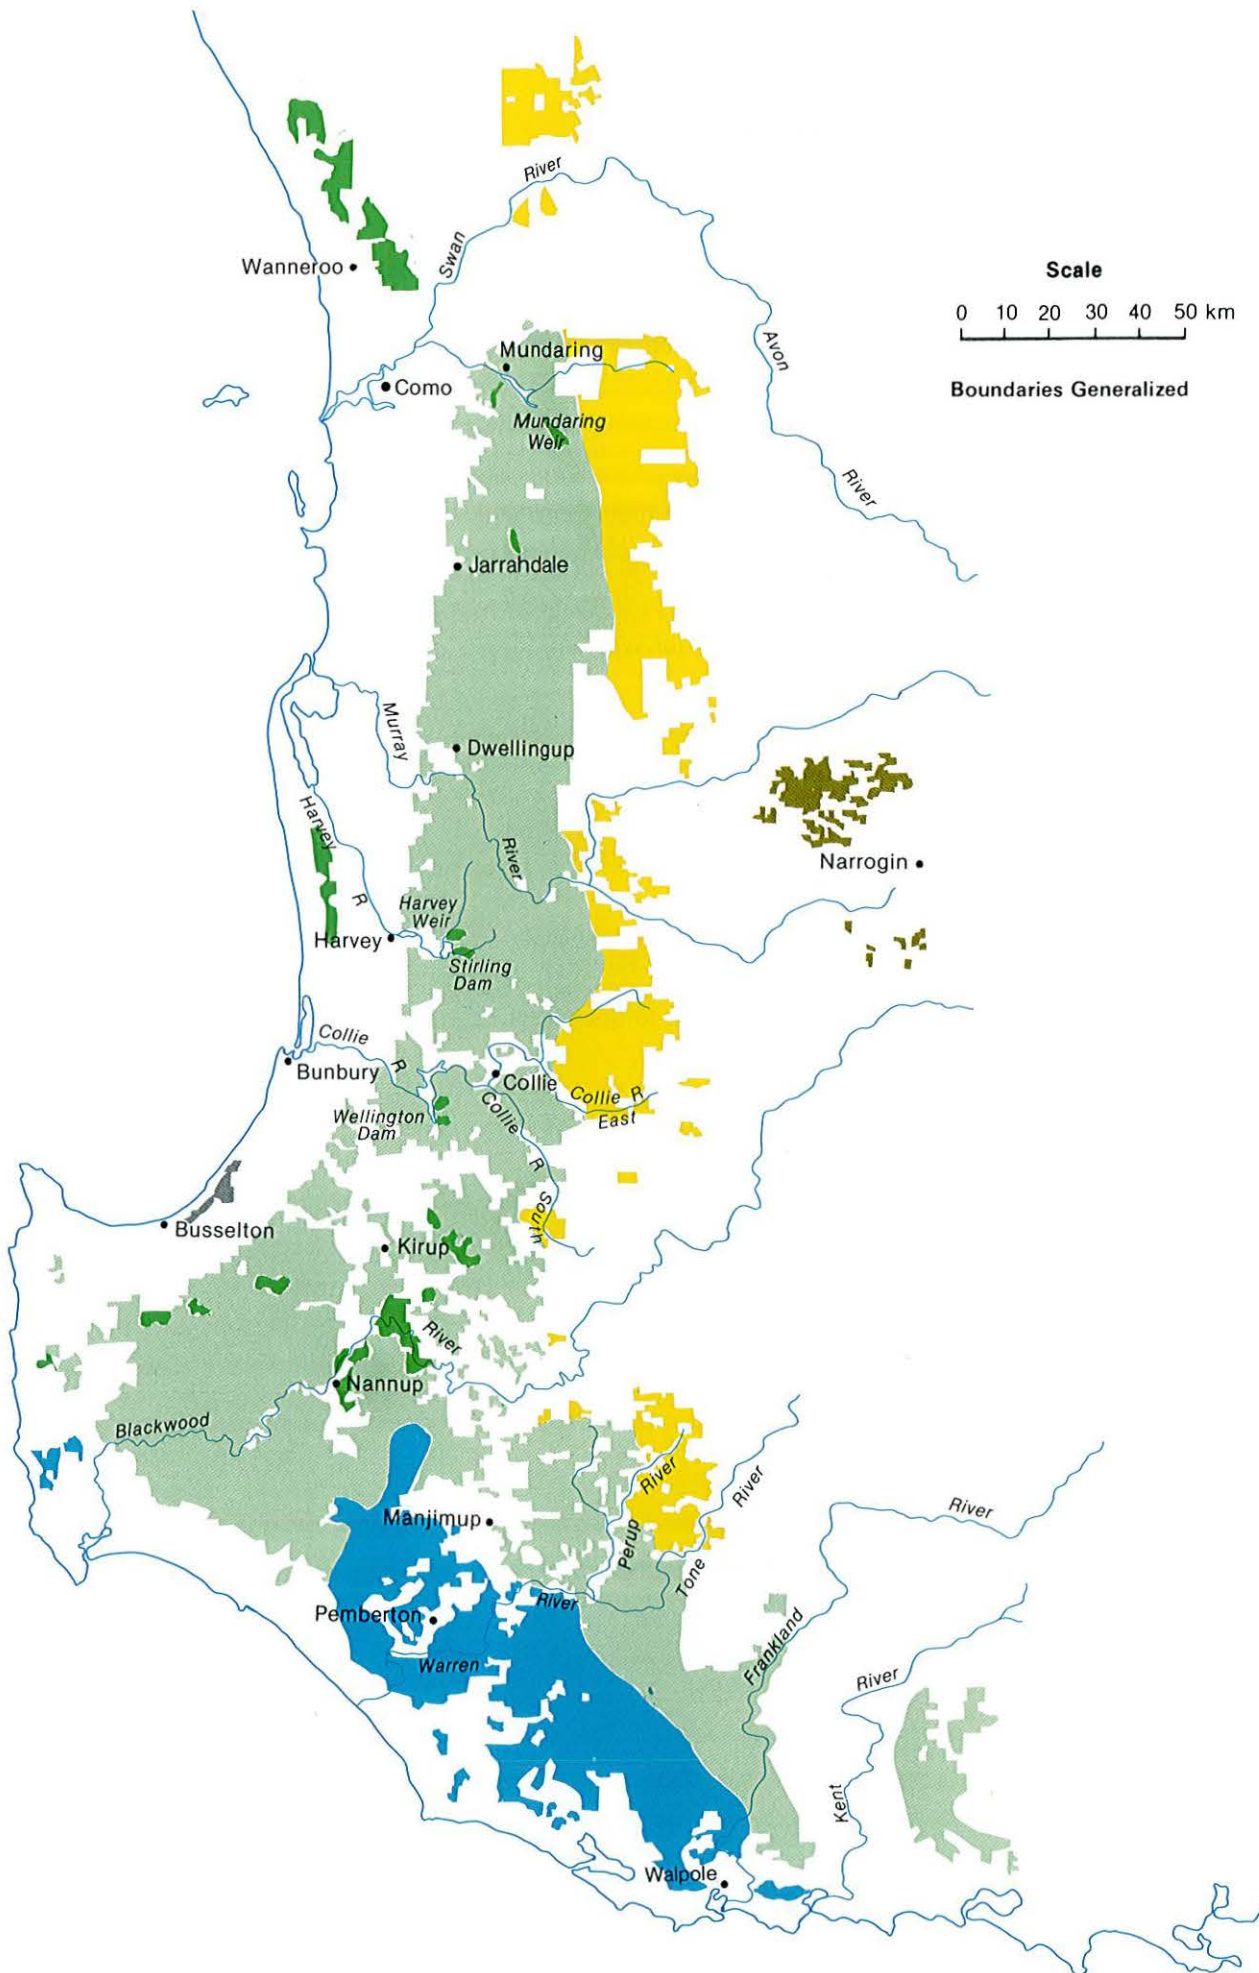 River
Swan
Wanneroo
Scale
0 10 20 30 40 50 km
Boundaries Generalized
Avon
River
Mundaring
Como
Mundaring
Weir
Jarrahdale
Murray
River
Dwellingup
Harvey
R
Narrogin
Harvey
Weir
Harvey
Stirling
Dam
Collie
R
Bunbury
Collie
Collie R
East
Wellington
Dam
Collie
R
South
Busselton
Kirup
River
Nannup
Blackwood
Manjimup
Perup
River
Tone
River
River
Frankland
Pemberton
River
Warren
River
Kent
Walpole